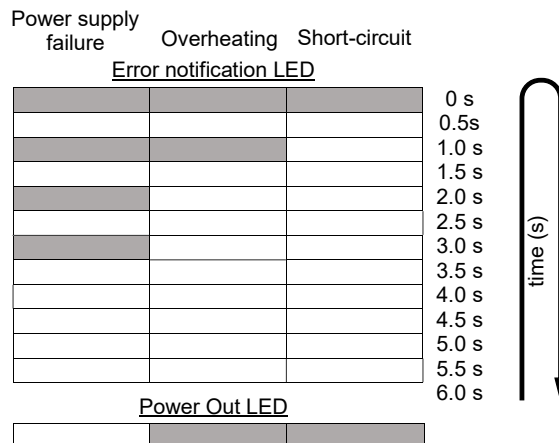 Power supply failure Overheating Short-circuit
Error notification LED
0 s
0.5s
1.0 s
1.5 s
2.0 s
2.5 s
3.0 s
3.5 s
4.0 s
4.5 s
5.0 s
5.5 s
6.0 s
time (s)
Power Out LED